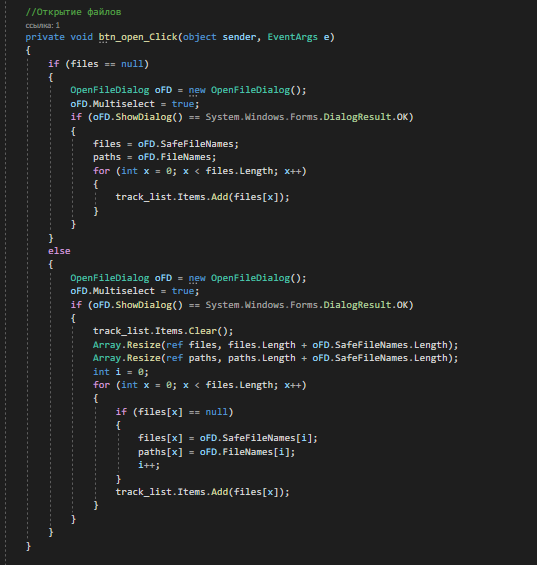 //Открытие файлов
ссылка: 1
private void btn_open_Click(object sender, EventArgs e)
{
if (files == null)
{
OpenFileDialog oFD = new OpenFileDialog();
oFD.Multiselect = true;
if (oFD.ShowDialog() == System.Windows.Forms.DialogResult.OK)
{
files = oFD.SafeFileNames;
paths = oFD.FileNames;
for (int x = 0; x < files.Length; x++)
{
track_list.Items.Add(files[x]);
}
}
}
else
{
OpenFileDialog oFD = new OpenFileDialog();
oFD.Multiselect = true;
if (oFD.ShowDialog() == System.Windows.Forms.DialogResult.OK)
{
track_list.Items.Clear();
Array.Resize(ref files, files.Length + oFD.SafeFileNames.Length);
Array.Resize(ref paths, paths.Length + oFD.SafeFileNames.Length);
int i = 0;
for (int x = 0; x < files.Length; x++)
{
if (files[x] == null)
{
files[x] = oFD.SafeFileNames[i];
paths[x] = oFD.FileNames[i];
i++;
}
track_list.Items.Add(files[x]);
}
}
}
}